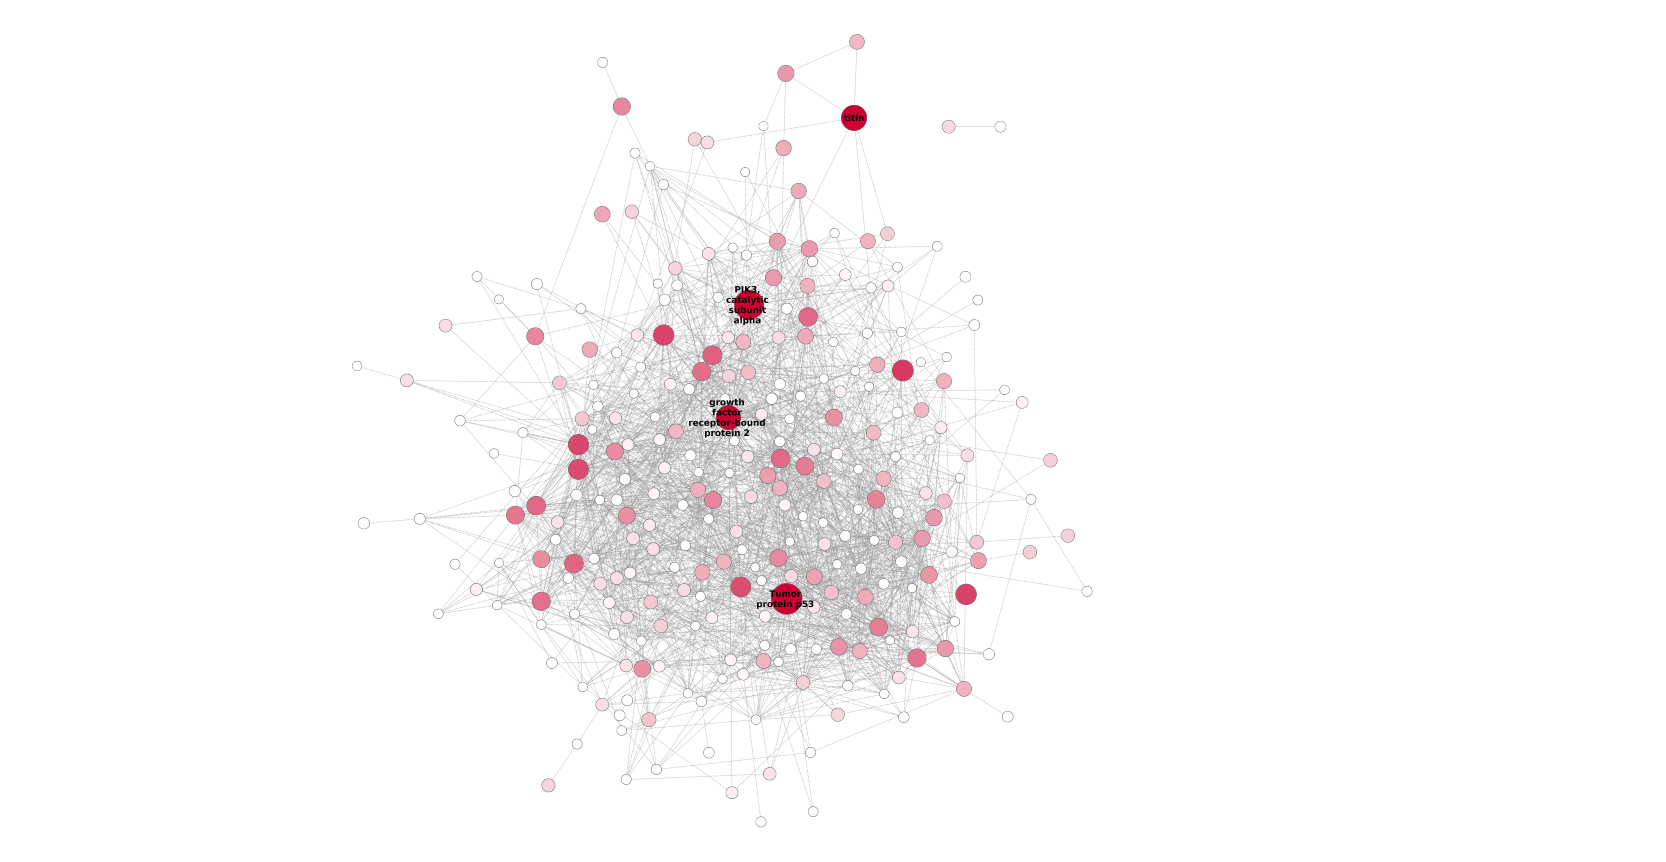 titin
PIK3,
catalytic
subunit
alpha
growth
factor
receptor-bound
protein 2
Tumor
protein p53